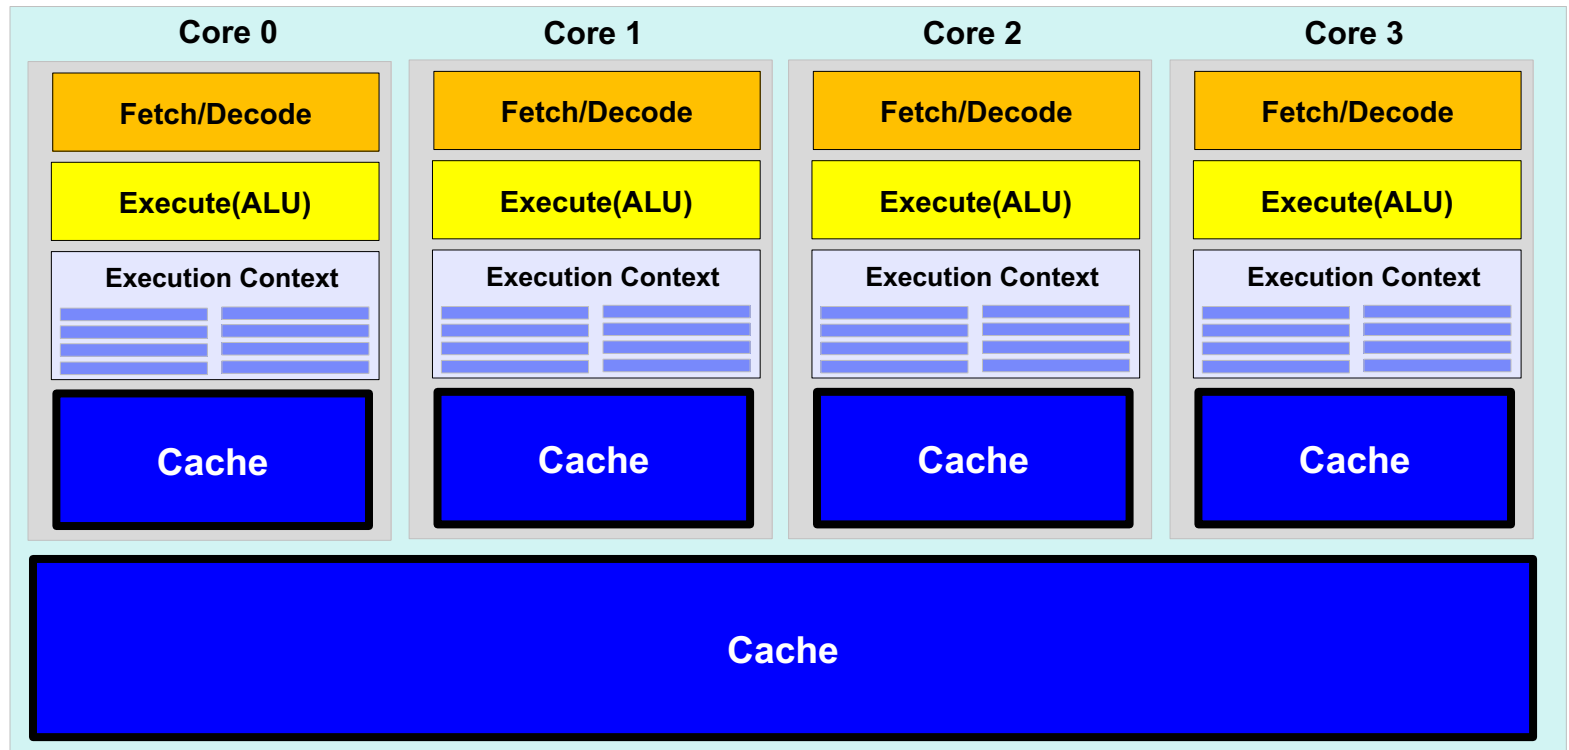 Core 0
Core 1
Core 2
Core 3
Fetch/Decode
Fetch/Decode
Fetch/Decode
Fetch/Decode
Execute(ALU)
Execute(ALU)
Execute(ALU)
Execute(ALU)
Execution Context
Execution Context
Execution Context
Execution Context
Cache
Cache
Cache
Cache
Cache